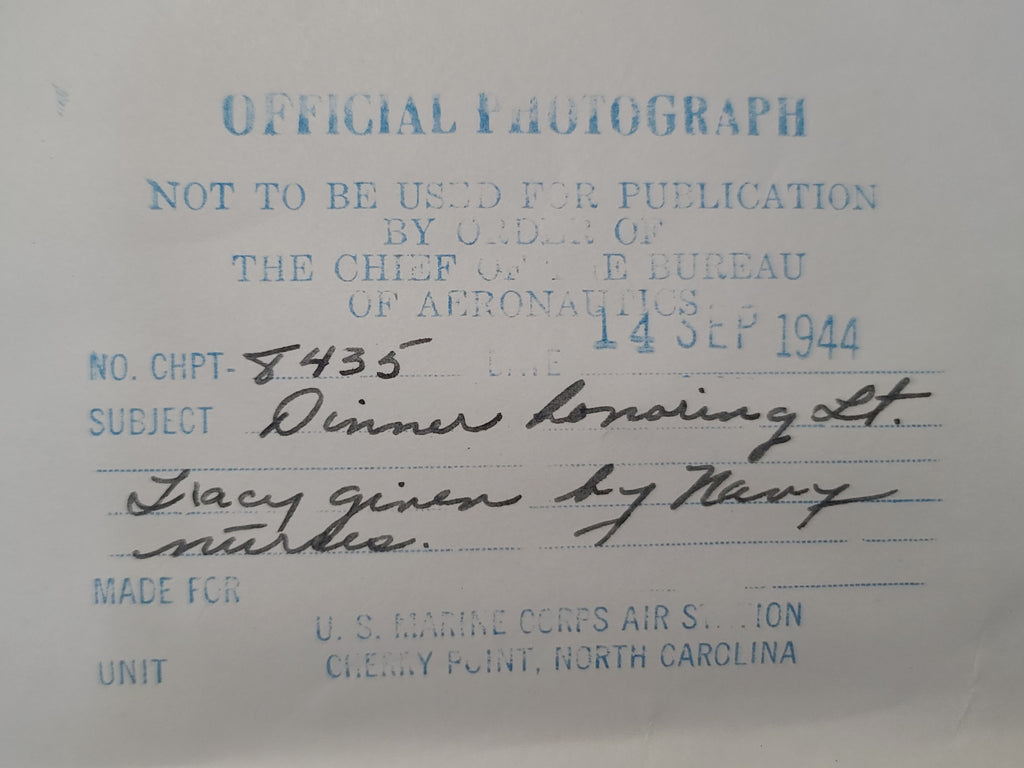 OFFICIAL PHOTOGRAPH
NOT TO BE USED FOR PUBLICATION
BY ORDER OF
THE CHIEF OF THE BUREAU
OF AERONAUTICS
14 SEP 1944
NO. CHPT- 8435 DATE
SUBJECT Dinner honoring Lt.
Tracy given by Navy
nurses.
MADE FOR
U. S. MARINE CORPS AIR STATION
UNIT CHERRY POINT, NORTH CAROLINA